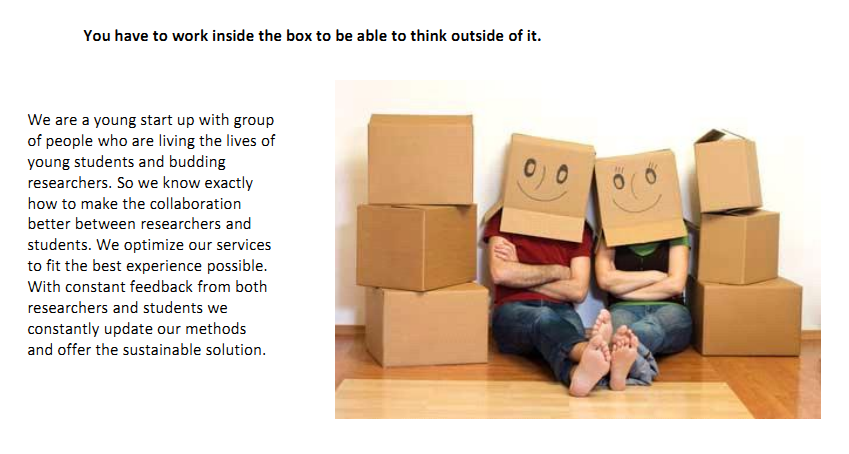 You have to work inside the box to be able to think outside of it.
We are a young start up with group
of people who are living the lives of
young students and budding
researchers. So we know exactly
how to make the collaboration
better between researchers and
students. We optimize our services
to fit the best experience possible.
With constant feedback from both
researchers and students we
constantly update our methods
and offer the sustainable solution.